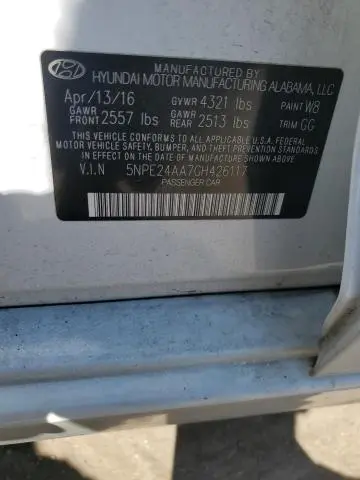 MANUFACTURED BY
HYUNDAI MOTOR MANUFACTURING ALABAMA, LLC
Apr/13/16 GVWR 4321 lbs PAINT W8
GAWR FRONT 2557 lbs GAWR REAR 2513 lbs TRIM GG
THIS VEHICLE CONFORMS TO ALL APPLICABLE U.S.A. FEDERAL
MOTOR VEHICLE SAFETY, BUMPER, AND THEFT PREVENTION STANDARDS
IN EFFECT ON THE DATE OF MANUFACTURE SHOWN ABOVE.
V.I.N 5NPE24AA7GH426117
PASSENGER CAR